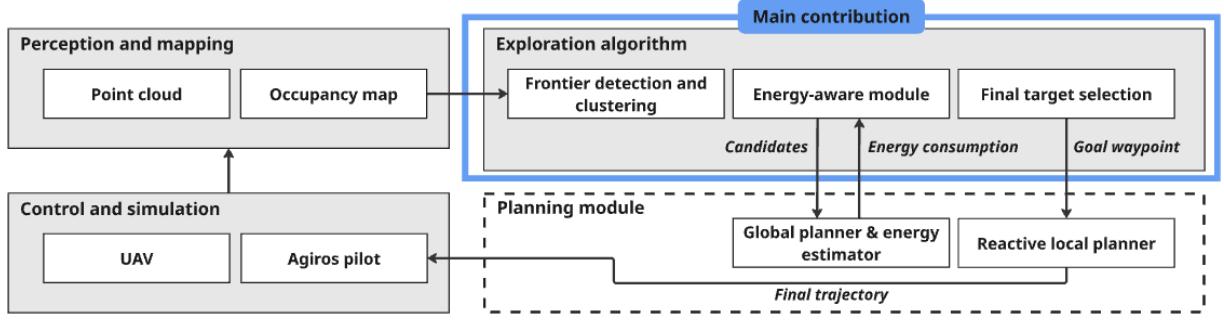 Main contribution
Perception and mapping
Point cloud
Occupancy map
Exploration algorithm
Frontier detection and
clustering
Energy-aware module
Final target selection
Candidates
Energy consumption
Goal waypoint
Control and simulation
UAV
Agiros pilot
Planning module
Global planner & energy
estimator
Reactive local planner
Final trajectory